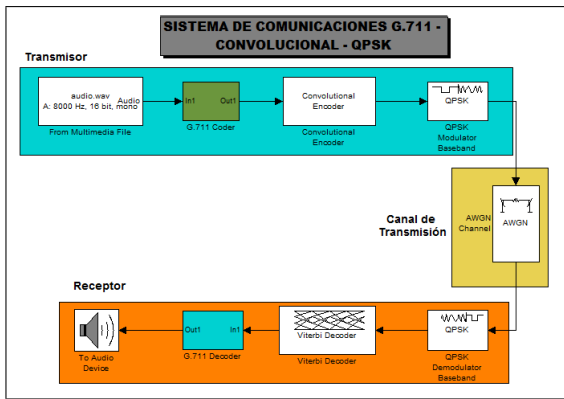 SISTEMA DE COMUNICACIONES G.711 -
CONVOLUCIONAL - QPSK
Transmisor
audio.wav
A: 8000 Hz, 16 bit, mono
Audio
From Multimedia File
In1
Out1
G.711 Coder
Convolutional
Encoder
Convolutional
Encoder
QPSK
QPSK
Modulator
Baseband
Canal de
Transmisión
AWGN
Channel
AWGN
Receptor
To Audio
Device
Out1
In1
G.711 Decoder
Viterbi Decoder
Viterbi Decoder
QPSK
QPSK
Demodulator
Baseband